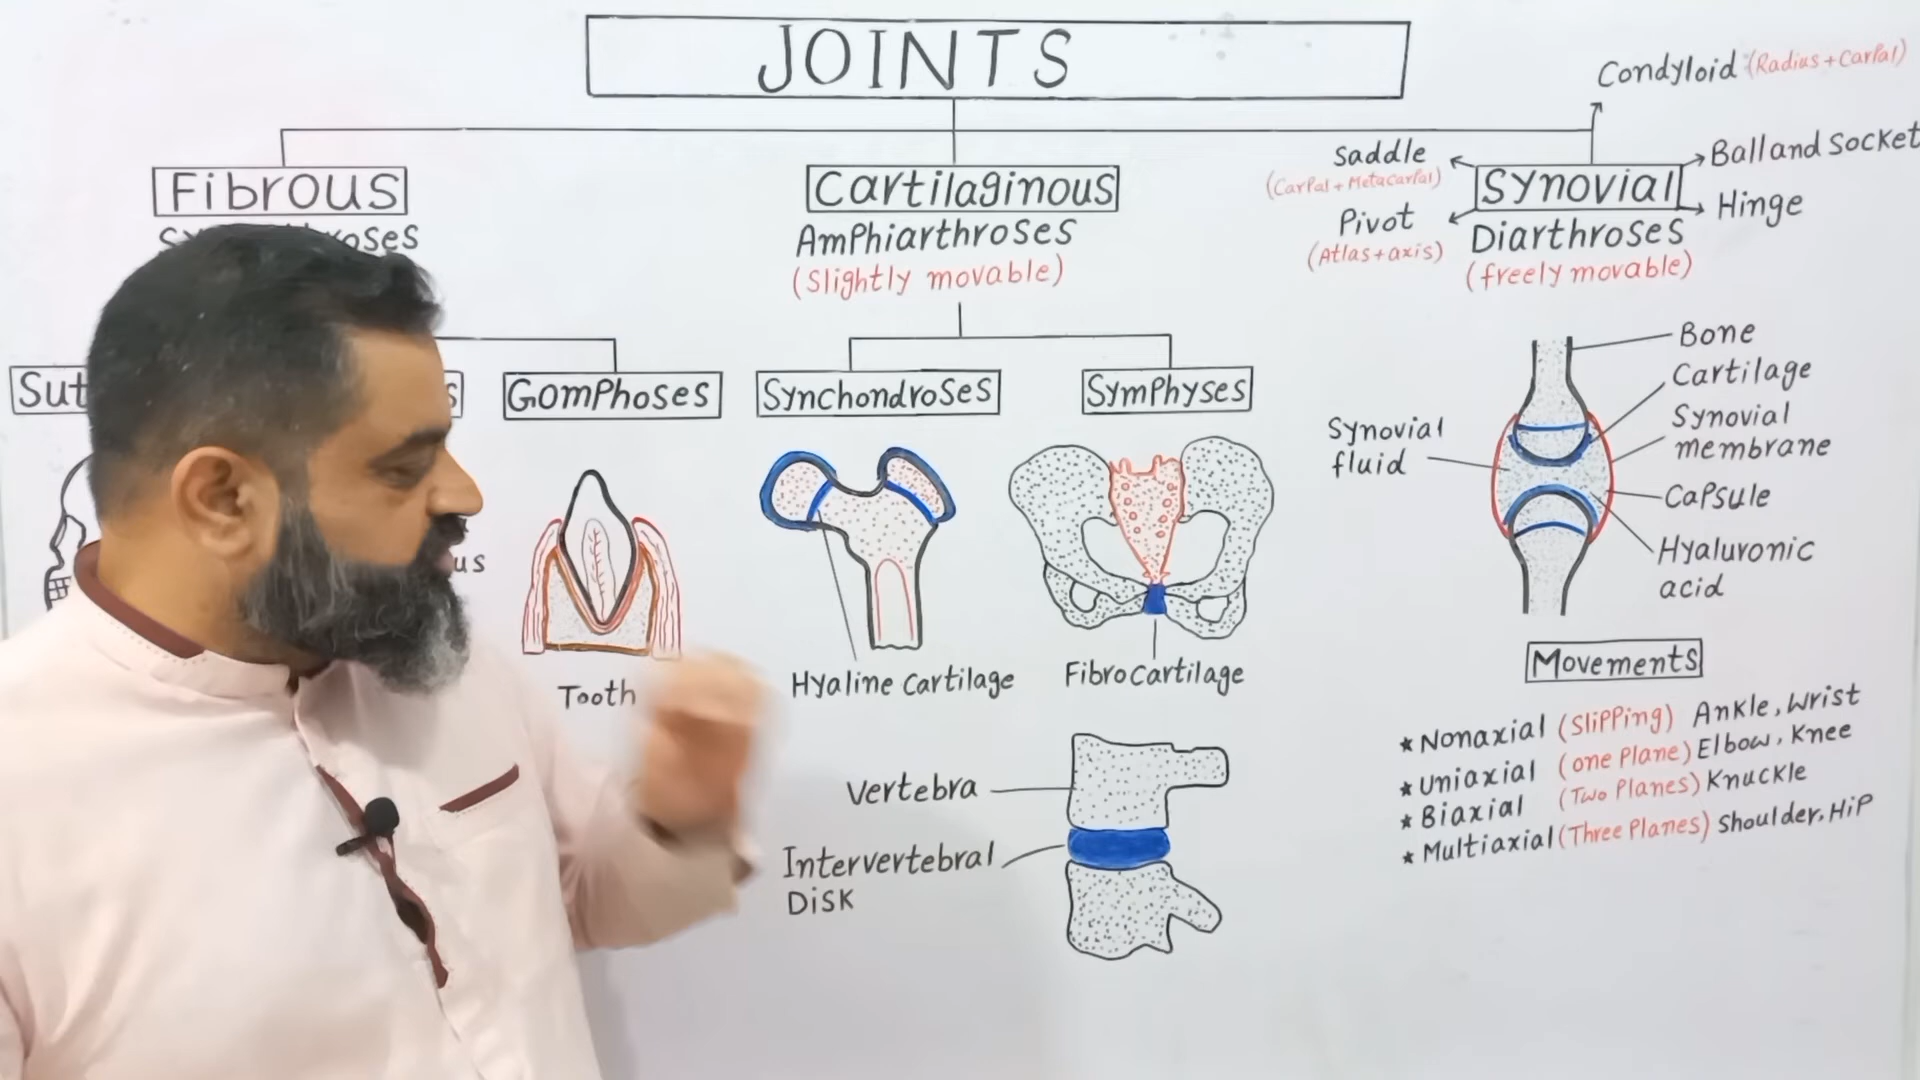 JOINTS
Condyloid (Radius + Carpal)
Saddle
(Carpal + Metacarpal)
Ball and Socket
Fibrous
Cartilaginous
Synovial
Hinge
Pivot
(Atlas + axis)
Amphiarthroses
(Slightly movable)
Diarthroses
(freely movable)
Gomphoses
Synchondroses
Symphyses
Bone
Cartilage
Synovial
membrane
Synovial
fluid
Capsule
Hyaluronic
acid
Tooth
Hyaline Cartilage
Fibrocartilage
Vertebra
Intervertebral
Disk
Movements
★ Nonaxial (Slipping) Ankle, Wrist
★ Uniaxial (one Plane) Elbow, Knee
★ Biaxial (Two Planes) Knuckle
★ Multiaxial (Three Planes) Shoulder, Hip